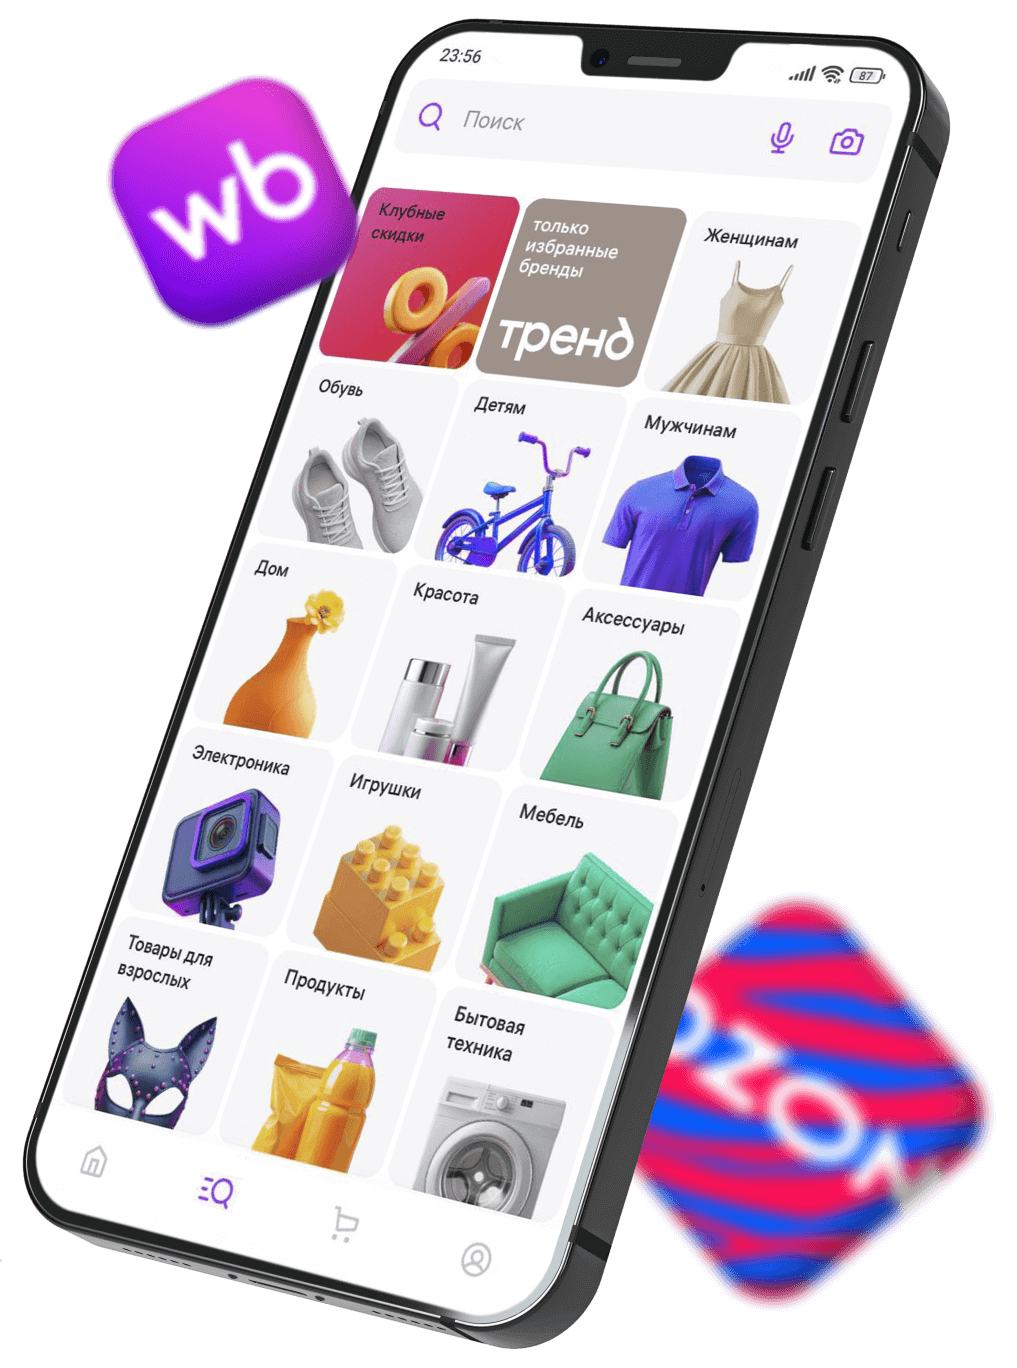 23:56
87
Поиск
wb
Клубные
скидки
только
избранные
бренды
тренд
Женщинам
Обувь
Детям
Мужчинам
Дом
Красота
Аксессуары
Электроника
Игрушки
Мебель
Товары для
взрослых
Продукты
Бытовая
техника
OZON